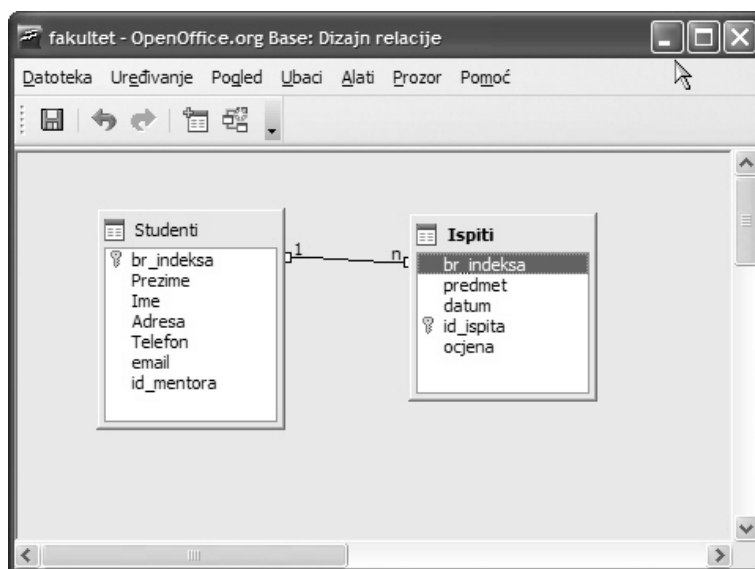 fakultet - OpenOffice.org Base: Dizajn relacije
Datoteka Uređivanje Pogled Ubaci Alati Prozor Pomoć
Studenti
br_indeksa
Prezime
Ime
Adresa
Telefon
email
id_mentora
1
n
Ispiti
br_indeksa
predmet
datum
id_ispita
ocjena